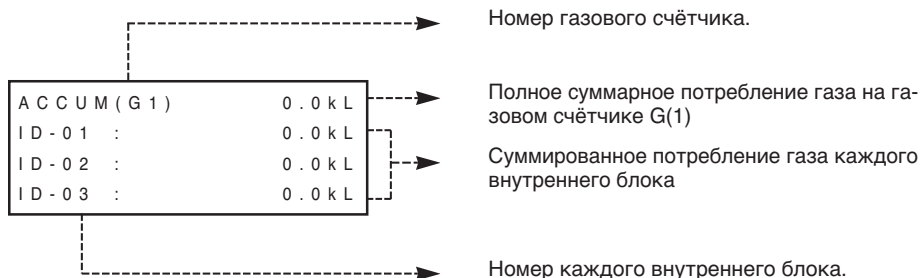 Номер газового счётчика.
ACCUM(G1) 0.0kL
Полное суммарное потребление газа на га-
зовом счётчике G(1)
ID-01 : 0.0kL
ID-02 : 0.0kL
Суммированное потребление газа каждого
внутреннего блока
ID-03 : 0.0kL
Номер каждого внутреннего блока.